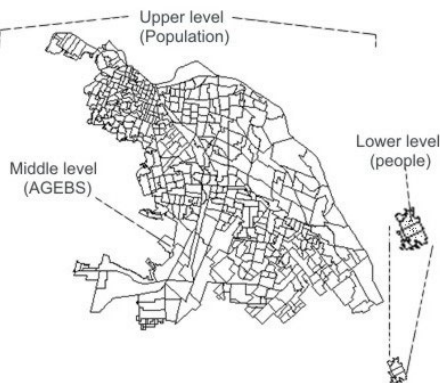 Upper level
(Population)
Lower level
(people)
Middle level
(AGEBS)